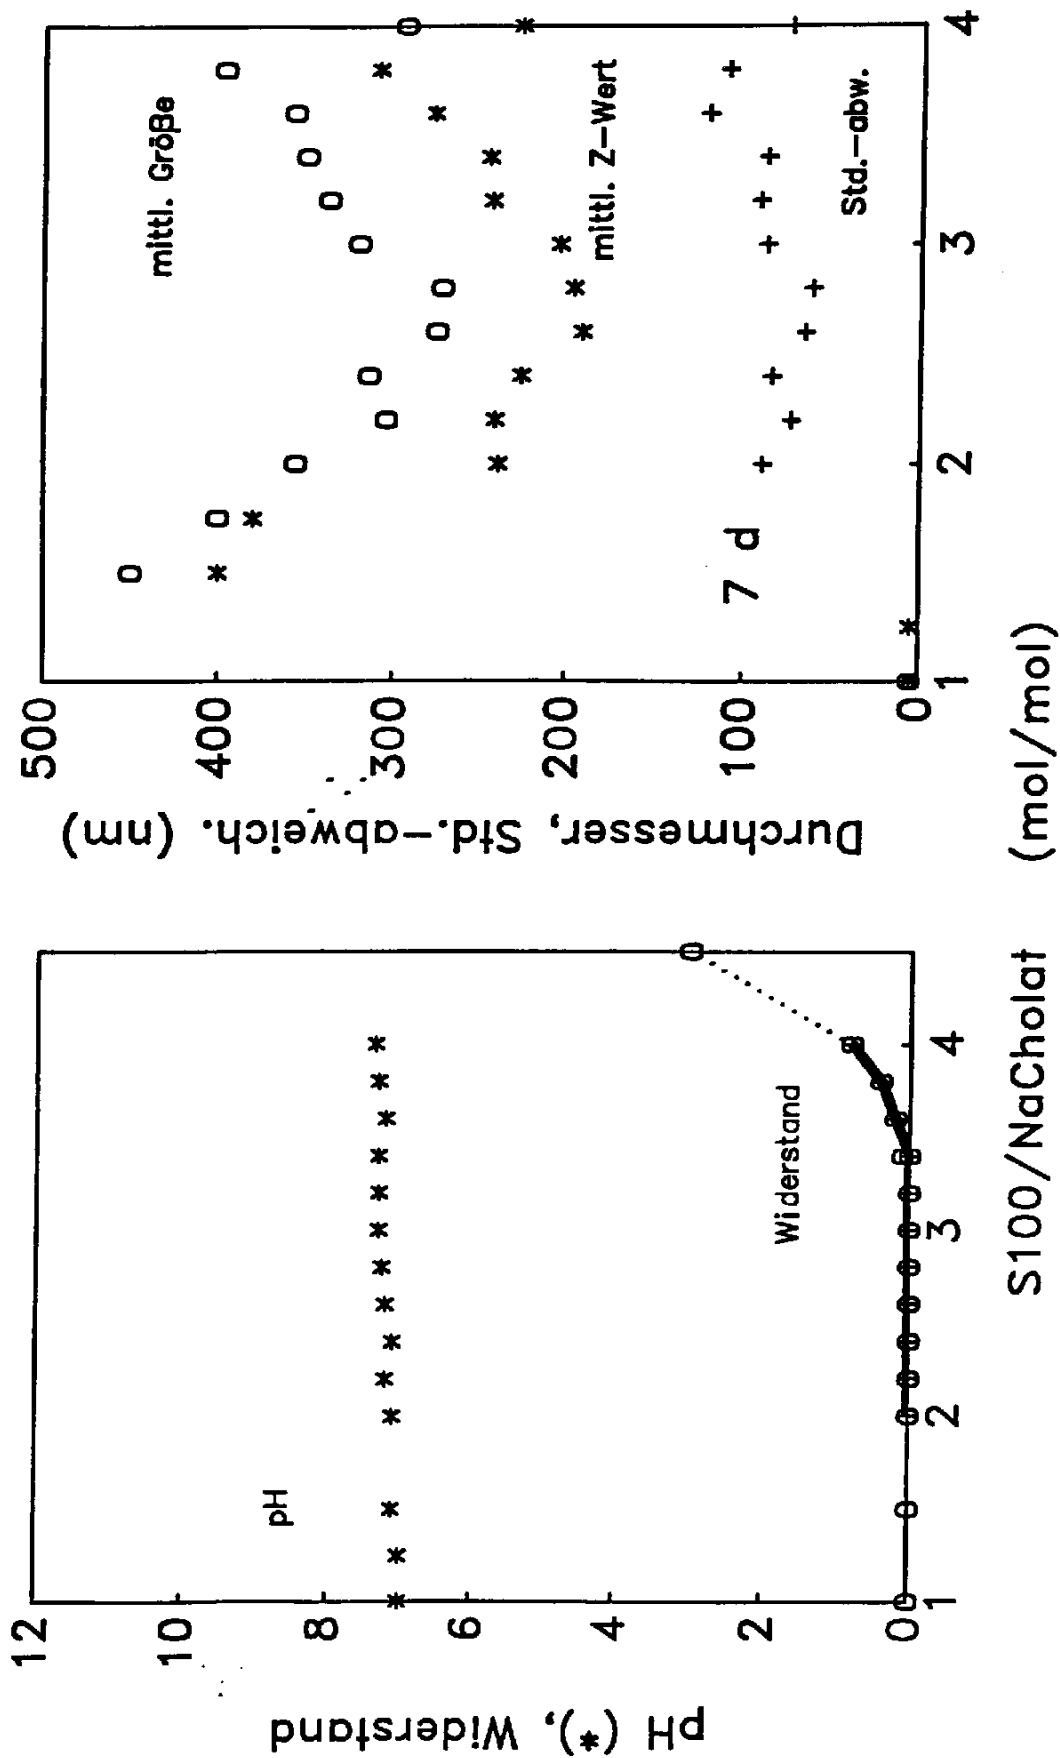 pH (*), Widerstand
12
10
8
6
4
2
0
pH
Widerstand
1
2
3
4
Durchmesser, Std.-abweich. (nm)
500
400
300
200
100
0
mittl. Größe
mittl. Z-Wert
7 d
Std.-abw.
1
2
3
4
S100/NaCholat (mol/mol)